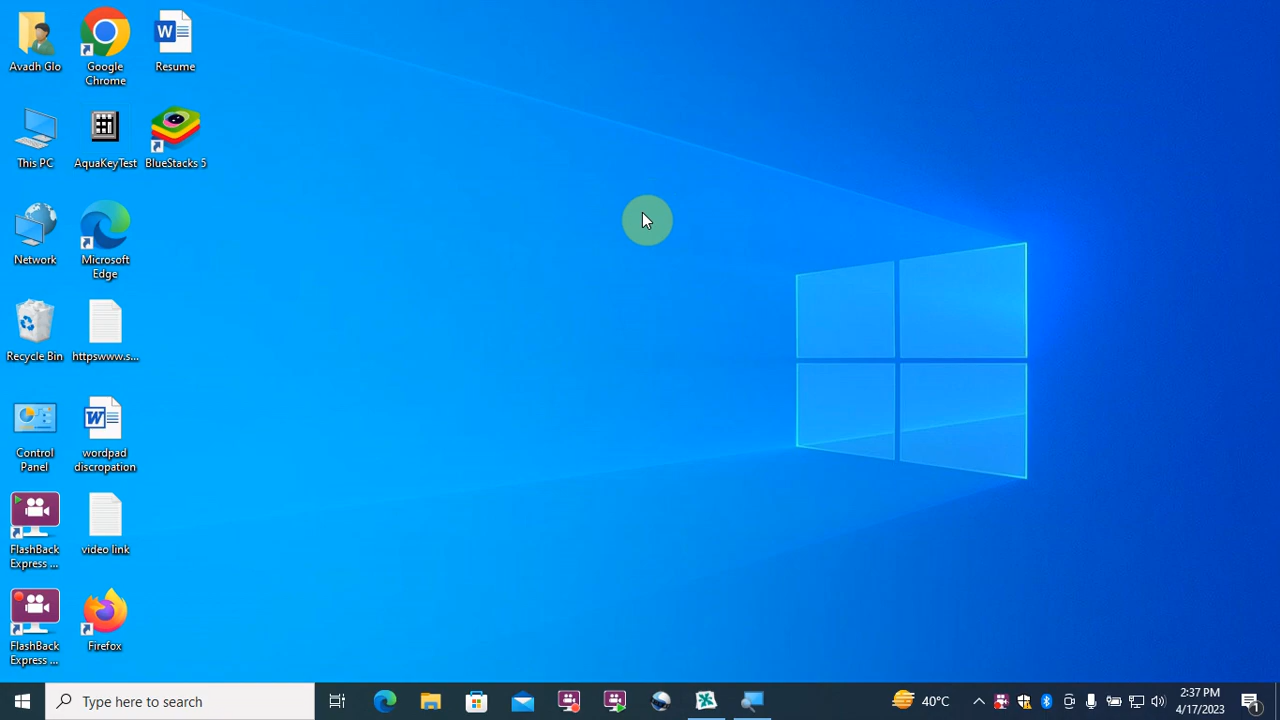 Avadh Glo
Google
Chrome
Resume
This PC
AquaKeyTest
BlueStacks 5
Network
Microsoft
Edge
Recycle Bin
httpswww.s...
Control
Panel
wordpad
discropation
FlashBack
Express ...
video link
FlashBack
Express ...
Firefox
Type here to search
40°C
2:37 PM
4/17/2023
1